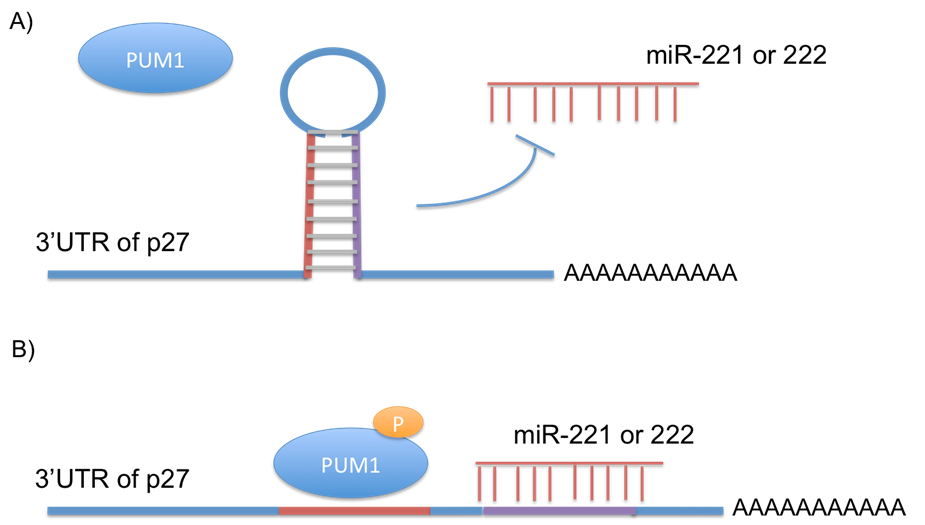 A)
PUM1
miR-221 or 222
3'UTR of p27
AAAAAAAAAAA
B)
P
PUM1
miR-221 or 222
3'UTR of p27
AAAAAAAAAAA